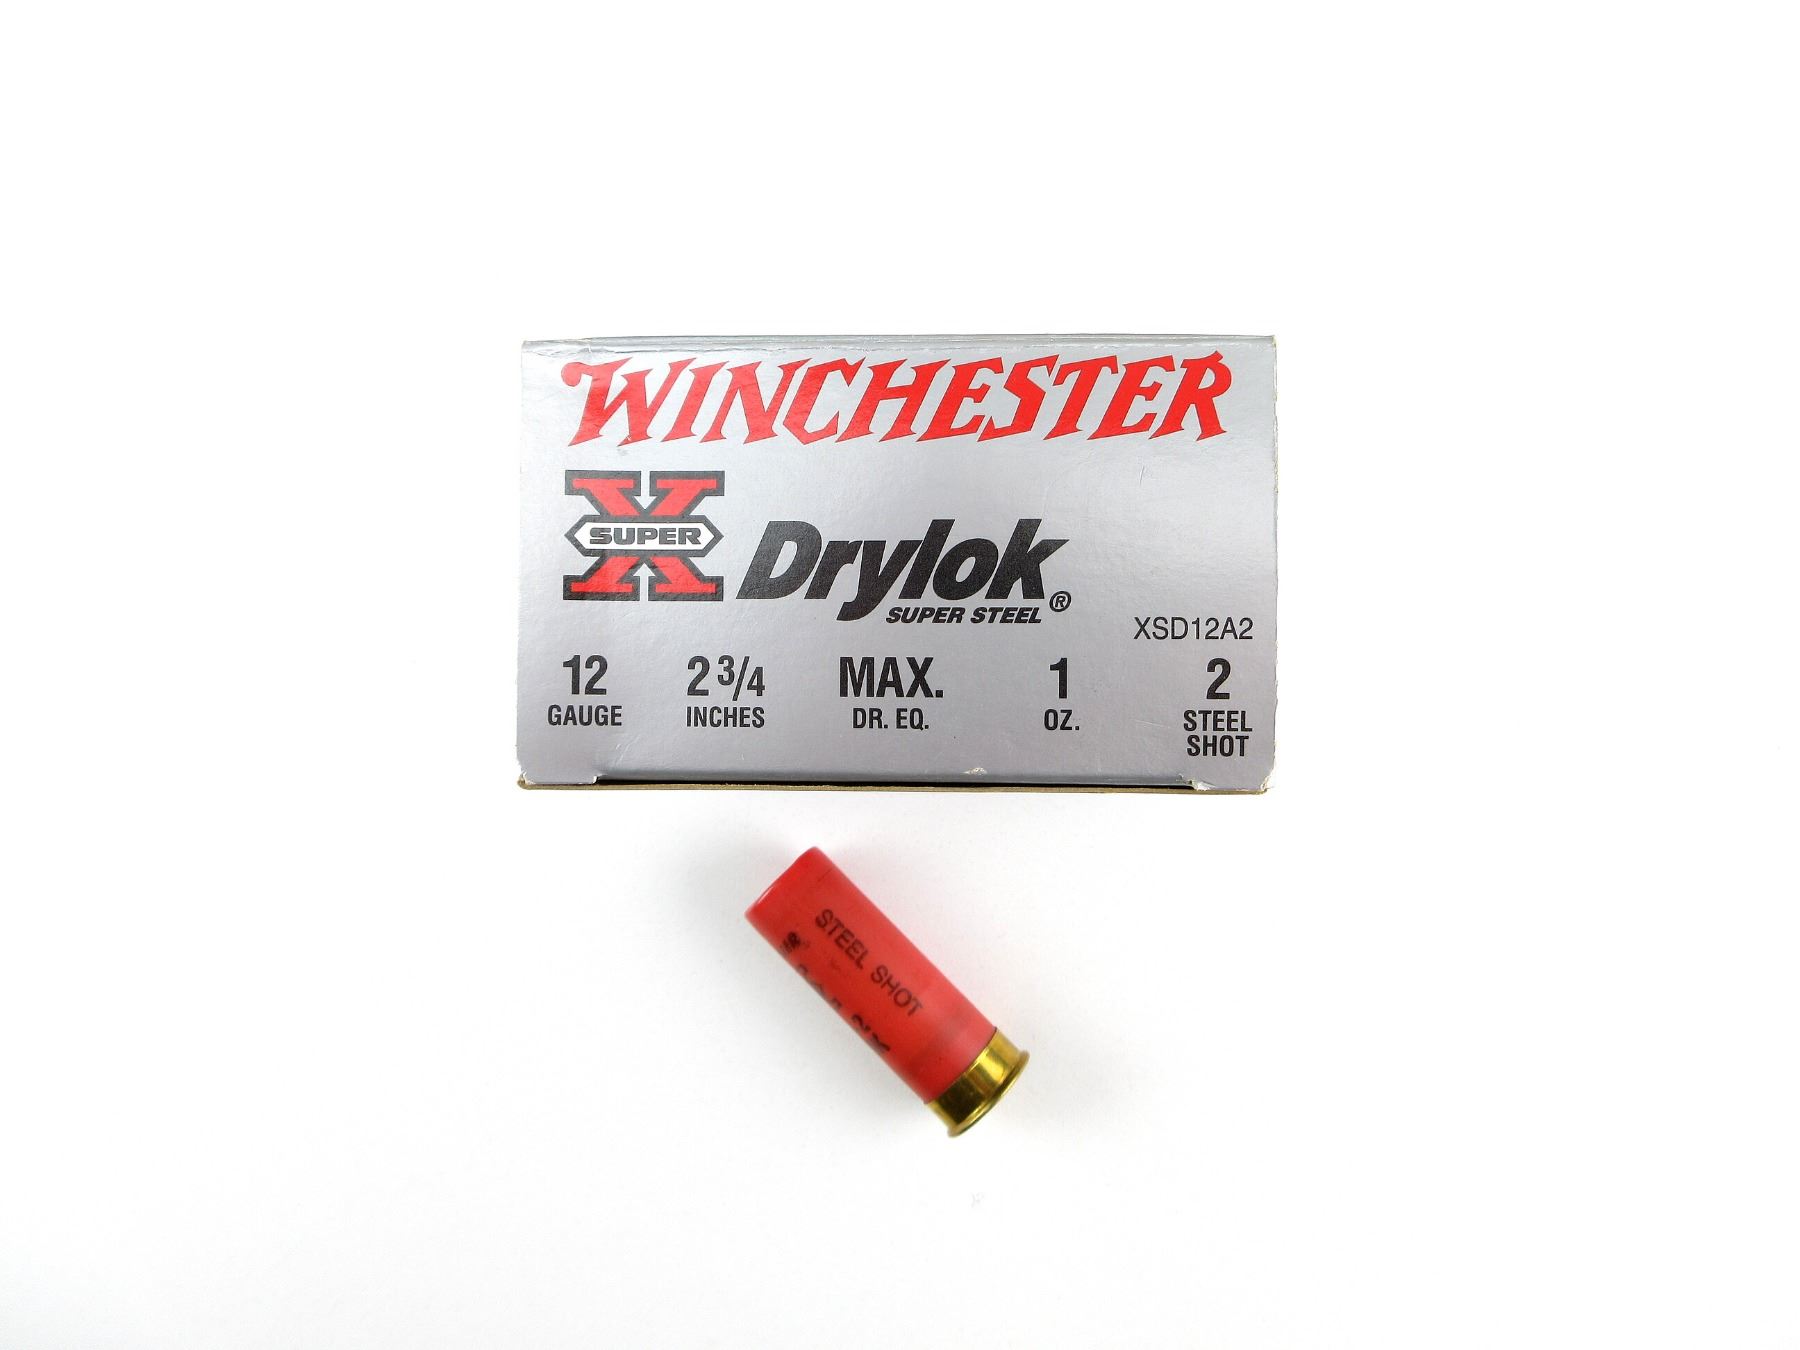 WINCHESTER
SUPER X
Drylok®
SUPER STEEL
XSD12A2
12 2 3/4 MAX. 1 2
GAUGE INCHES DR. EQ. OZ. STEEL SHOT
STEEL SHOT